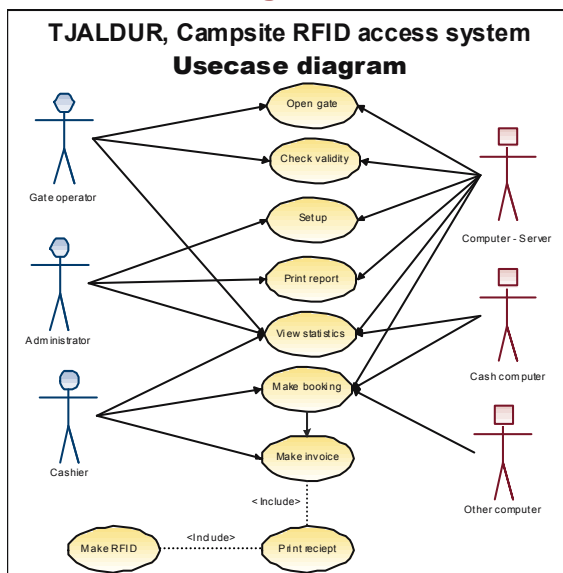 TJALDUR, Campsite RFID access system
Usecase diagram
Open gate
Check validity
Gate operator
Setup
Computer - Server
Print report
Administrator
View statistics
Cash computer
Make booking
Cashier
Make invoice
< Include>
Other computer
Make RFID
<Include>
Print reciept